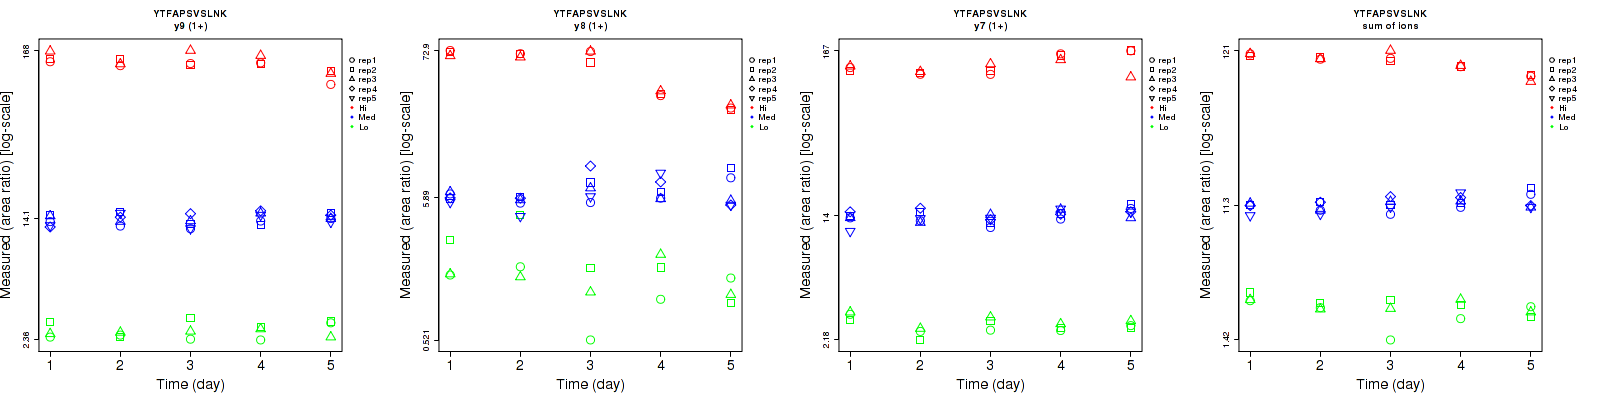 YTFAPSVSLNK
y9 (1+)
Measured (area ratio) [log-scale]
168
14.1
2.36
1 2 3 4 5
Time (day)
rep1
rep2
rep3
rep4
rep5
Hi
Med
Lo
YTFAPSVSLNK
y8 (1+)
Measured (area ratio) [log-scale]
72.9
5.89
0.521
1 2 3 4 5
Time (day)
rep1
rep2
rep3
rep4
rep5
Hi
Med
Lo
YTFAPSVSLNK
y7 (1+)
Measured (area ratio) [log-scale]
167
14
2.18
1 2 3 4 5
Time (day)
rep1
rep2
rep3
rep4
rep5
Hi
Med
Lo
YTFAPSVSLNK
sum of ions
Measured (area ratio) [log-scale]
121
11.3
1.42
1 2 3 4 5
Time (day)
rep1
rep2
rep3
rep4
rep5
Hi
Med
Lo